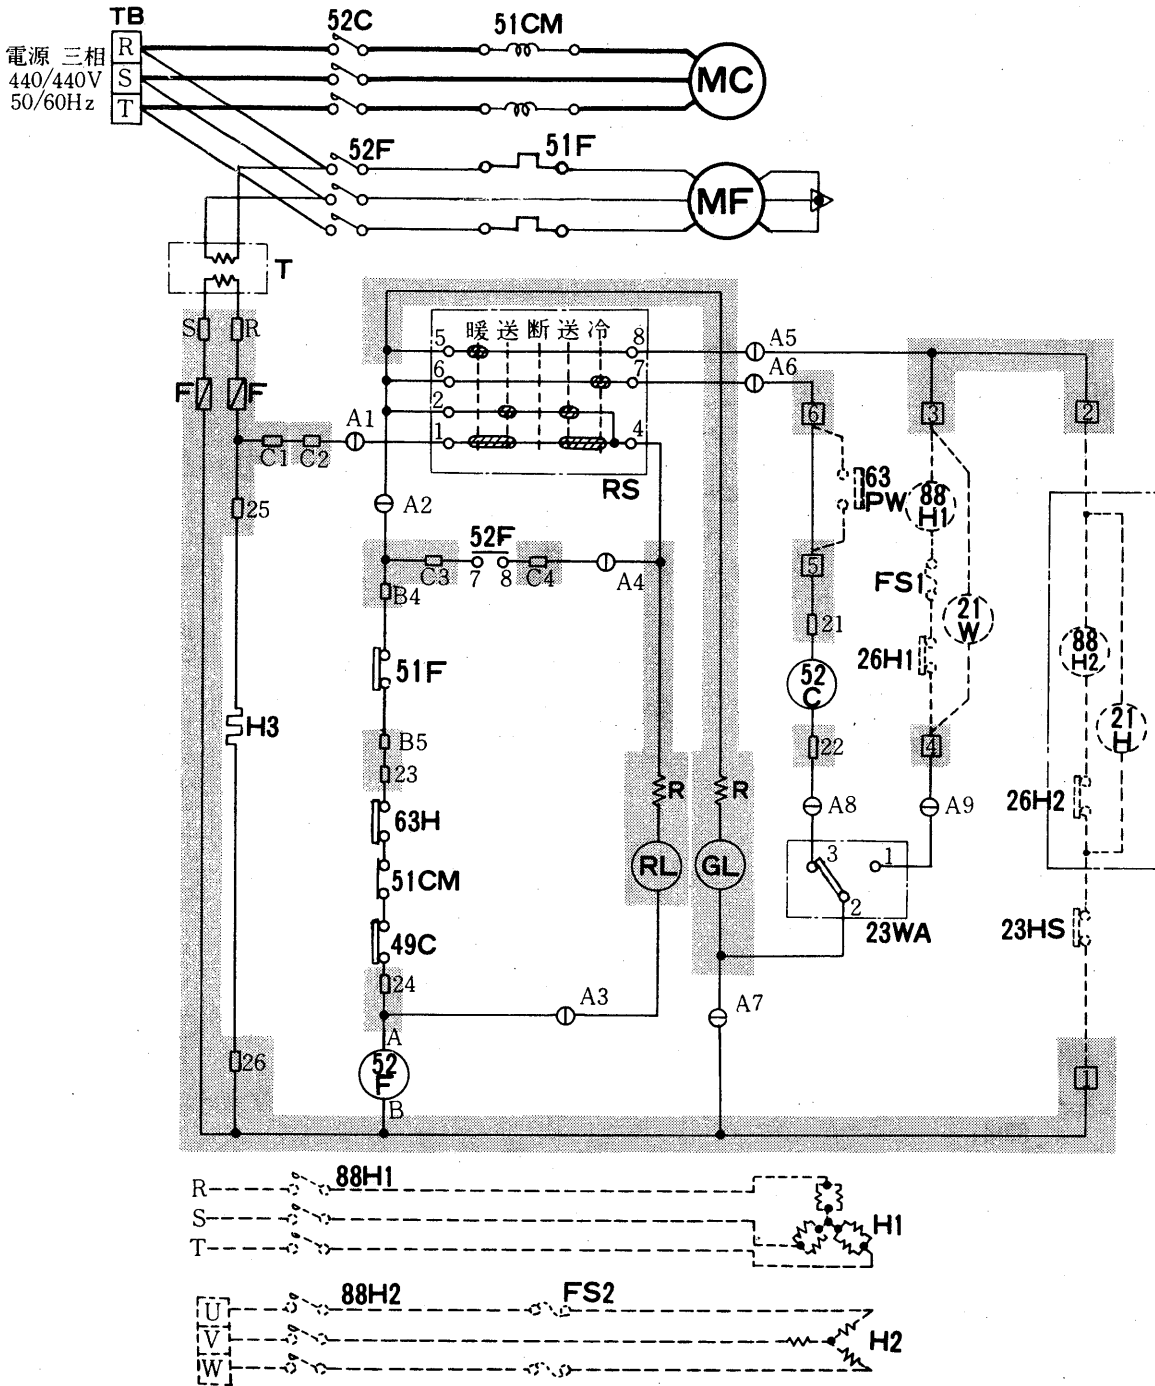 TB
52C
51CM
電源 三相
440/440V
50/60Hz
R
S
T
MC
52F
51F
MF
T
S
R
F
F
暖 送 断 送 冷
5
8
A5
6
7
A6
2
A1
1
4
C1
C2
RS
6
3
2
63
PW
88
H1
25
A2
52F
C3
7
8
C4
A4
5
FS1
B4
21
21
W
51F
26H1
52
C
88
H2
21
H
H3
B5
22
4
23
R
R
26H2
63H
A8
A9
51CM
RL
GL
3
1
2
49C
23WA
23HS
24
A3
A7
A
52
F
B
26
1
R
88H1
S
T
H1
U
88H2
FS2
V
H2
W